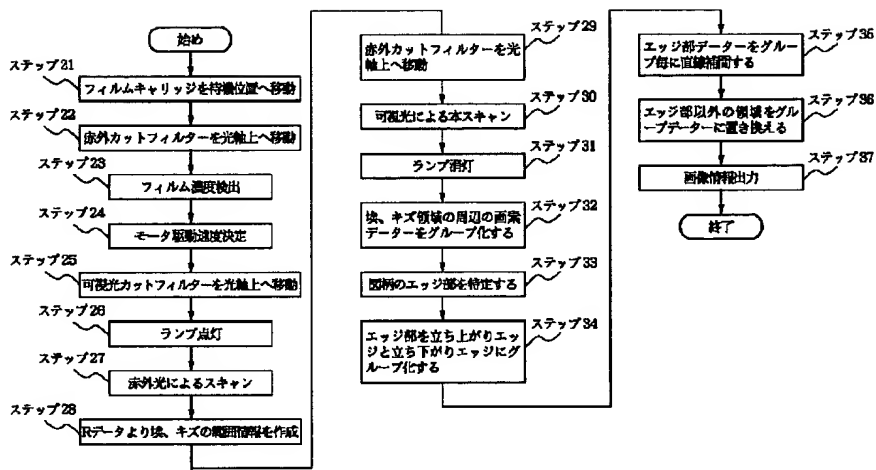 始め
ステップ21
フィルムキャリッジを待機位置へ移動
ステップ22
赤外カットフィルターを光軸上へ移動
ステップ23
フィルム濃度検出
ステップ24
モータ駆動速度決定
ステップ25
可視光カットフィルターを光軸上へ移動
ステップ26
ランプ点灯
ステップ27
赤外光によるスキャン
ステップ28
Rデータより埃、キズの範囲情報を作成
ステップ29
赤外カットフィルターを光
軸上へ移動
ステップ30
可視光による本スキャン
ステップ31
ランプ消灯
ステップ32
埃、キズ領域の周辺の画素
データーをグループ化する
ステップ33
図柄のエッジ部を特定する
ステップ34
エッジ部を立ち上がりエッ
ジと立ち下がりエッジにグ
ループ化する
ステップ35
エッジ部データーをグルー
プ毎に直線補間する
ステップ36
エッジ部以外の領域をグル
ープデーターに置き換える
ステップ37
画像情報出力
終了